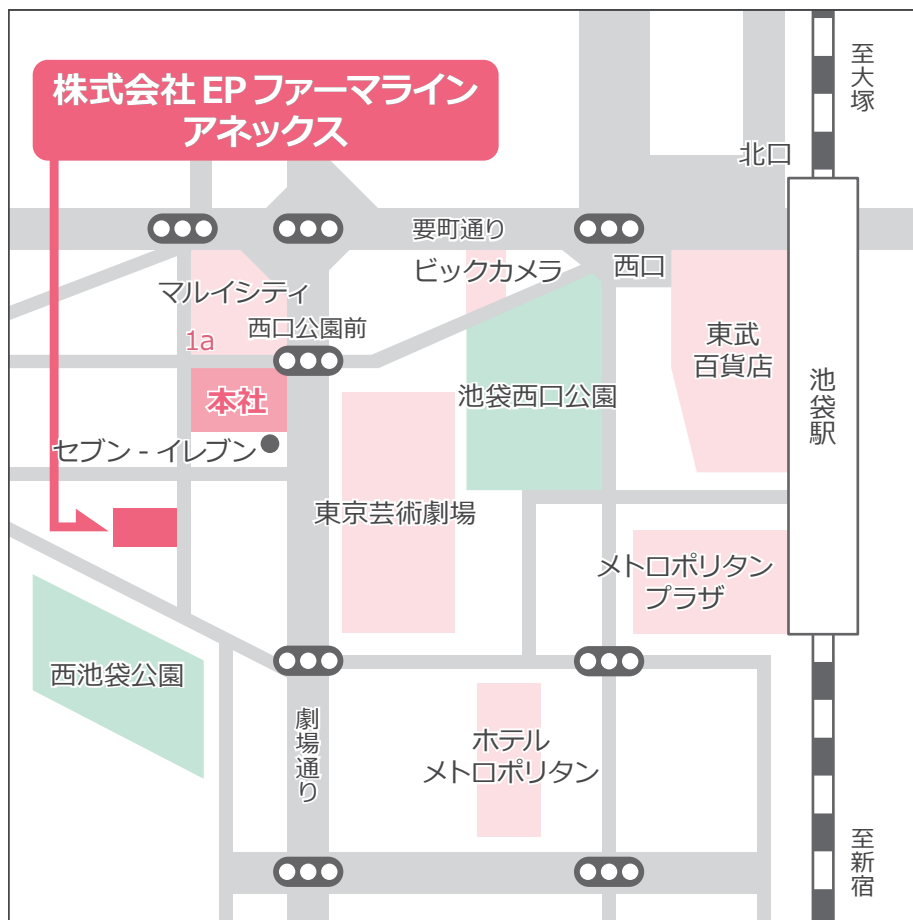 株式会社 EP ファーマライン
アネックス
至大塚
北口
要町通り
ビックカメラ
西口
マルイシティ
1a
西口公園前
東武
百貨店
池袋駅
本社
池袋西口公園
セブン - イレブン
東京芸術劇場
メトロポリタン
プラザ
西池袋公園
劇場通り
ホテル
メトロポリタン
至新宿